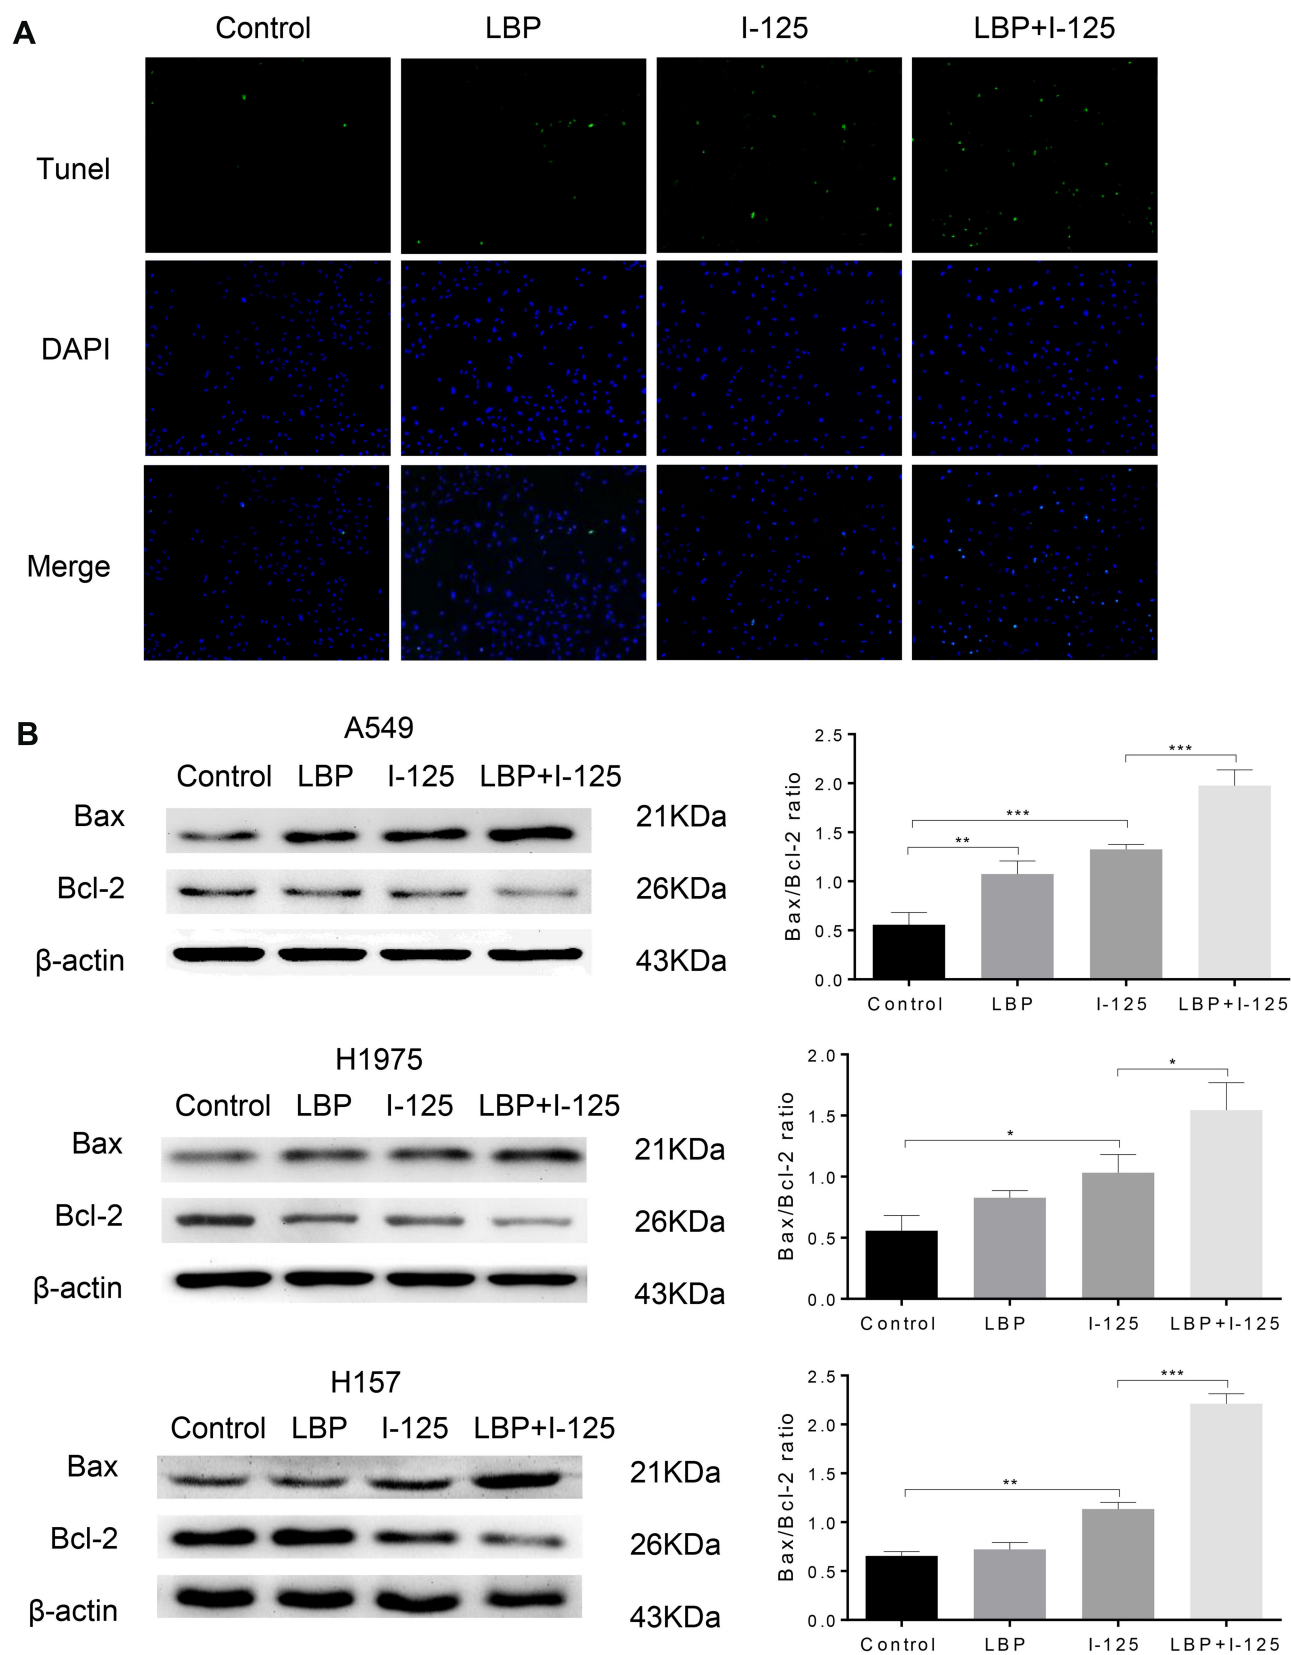 A
Control LBP I-125 LBP+I-125
Tunel
DAPI
Merge
B
A549
Control LBP I-125 LBP+I-125
Bax 21KDa
Bcl-2 26KDa
β-actin 43KDa
Bax/Bcl-2 ratio
2.5
2.0
1.5
1.0
0.5
0.0
**
***
***
Control LBP I-125 LBP+I-125
H1975
Control LBP I-125 LBP+I-125
Bax 21KDa
Bcl-2 26KDa
β-actin 43KDa
Bax/Bcl-2 ratio
2.0
1.5
1.0
0.5
0.0
*
*
Control LBP I-125 LBP+I-125
H157
Control LBP I-125 LBP+I-125
Bax 21KDa
Bcl-2 26KDa
β-actin 43KDa
Bax/Bcl-2 ratio
2.5
2.0
1.5
1.0
0.5
0.0
**
***
Control LBP I-125 LBP+I-125